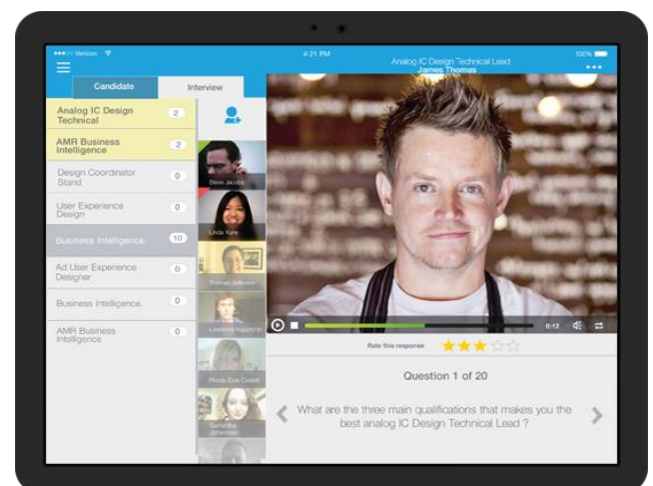 Verizon
4:21 PM
100%
Analog IC Design Technical Lead
James Thomas
Candidate
Interview
Analog IC Design
Technical
2
AMR Business
Intelligence
2
Design Coordinator
Stand
0
User Experience
Design
0
Business Intelligence.
10
Ad User Experience
Designer
0
Business Intelligence.
0
AMR Business
Intelligence
0
Steve Jacobs
Linda Yune
Thomas Jefferson
Samantha
0:12
Rate this response
Question 1 of 20
What are the three main qualifications that makes you the
best analog IC Design Technical Lead ?